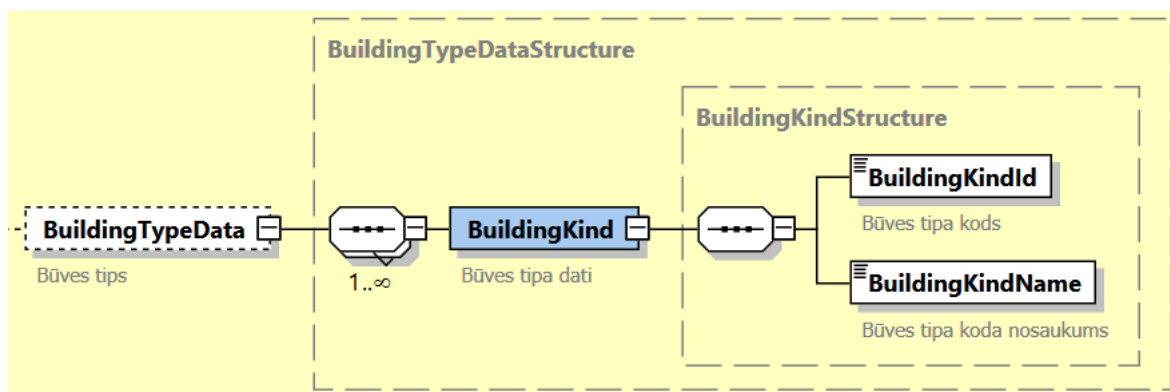 BuildingTypeDataStructure
BuildingKindStructure
BuildingKindId
Būves tipa kods
BuildingTypeData
Būves tips
1..∞
BuildingKind
Būves tipa dati
BuildingKindName
Būves tipa koda nosaukums